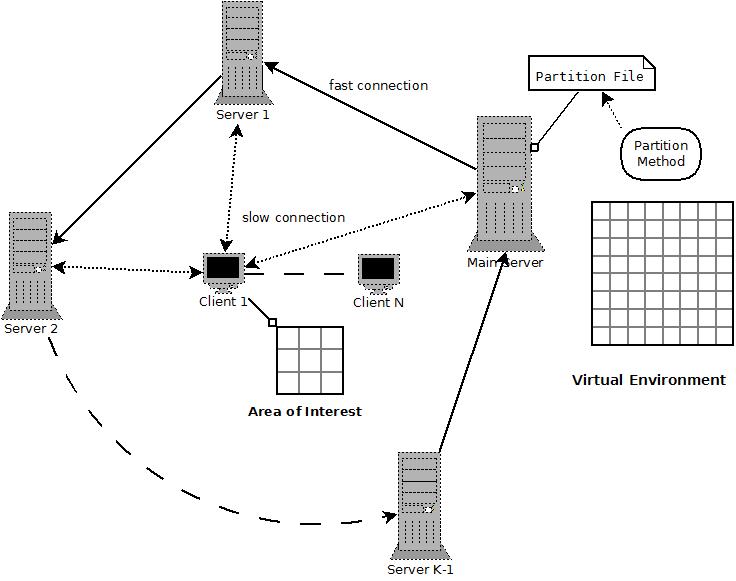 Server 1
fast connection
Partition File
Partition
Method
slow connection
Main Server
Client 1
Client N
Server 2
Virtual Environment
Area of Interest
Server K-1